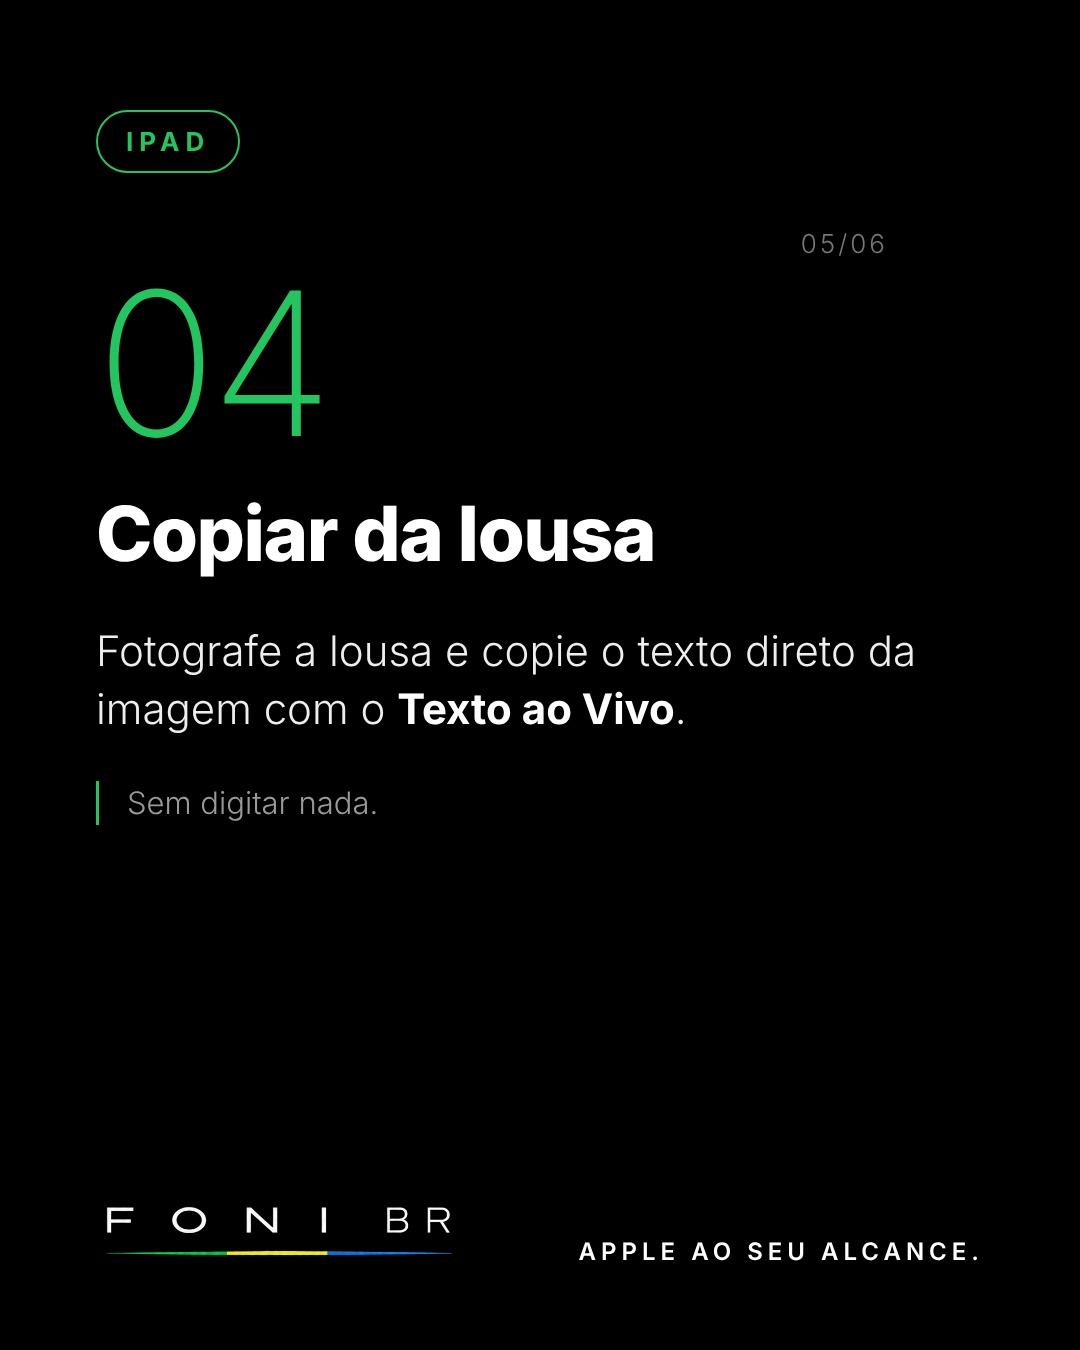 IPAD
05/06
04
Copiar da lousa
Fotografe a lousa e copie o texto direto da
imagem com o Texto ao Vivo.
Sem digitar nada.
FONI BR
APPLE AO SEU ALCANCE.